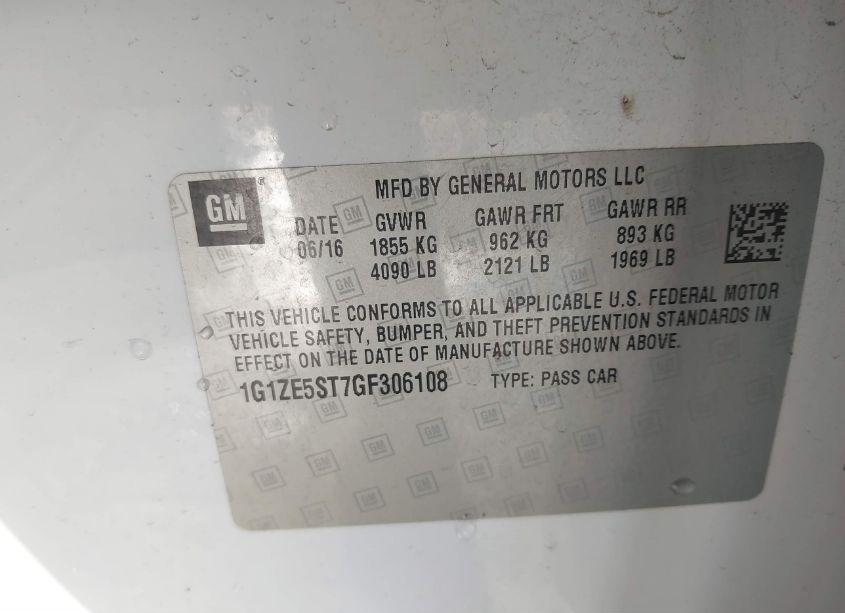 GM
MFD BY GENERAL MOTORS LLC
DATE GVWR GAWR FRT GAWR RR
06/16 1855 KG 962 KG 893 KG
4090 LB 2121 LB 1969 LB
THIS VEHICLE CONFORMS TO ALL APPLICABLE U.S. FEDERAL MOTOR
VEHICLE SAFETY, BUMPER, AND THEFT PREVENTION STANDARDS IN
EFFECT ON THE DATE OF MANUFACTURE SHOWN ABOVE.
1G1ZE5ST7GF306108 TYPE: PASS CAR